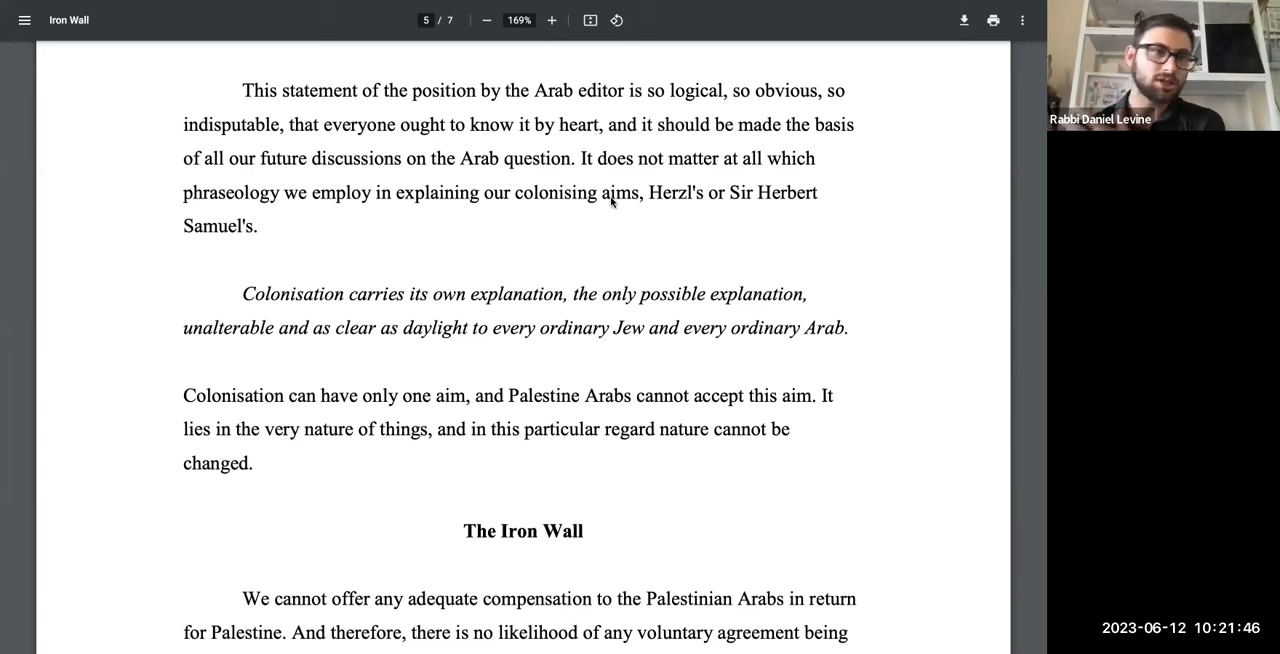 Iron Wall
5 / 7
169%
This statement of the position by the Arab editor is so logical, so obvious, so
indisputable, that everyone ought to know it by heart, and it should be made the basis
of all our future discussions on the Arab question. It does not matter at all which
phraseology we employ in explaining our colonising aims, Herzl's or Sir Herbert
Samuel's.
Colonisation carries its own explanation, the only possible explanation,
unalterable and as clear as daylight to every ordinary Jew and every ordinary Arab.
Colonisation can have only one aim, and Palestine Arabs cannot accept this aim. It
lies in the very nature of things, and in this particular regard nature cannot be
changed.
The Iron Wall
We cannot offer any adequate compensation to the Palestinian Arabs in return
for Palestine. And therefore, there is no likelihood of any voluntary agreement being
Rabbi Daniel Levine
2023-06-12 10:21:46